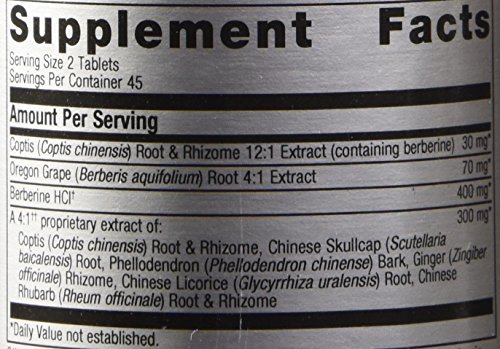 Supplement Facts
Serving Size 2 Tablets
Servings Per Container 45
Amount Per Serving
Coptis (Coptis chinensis) Root & Rhizome 12:1 Extract (containing berberine) 30 mg*
Oregon Grape (Berberis aquifolium) Root 4:1 Extract 70 mg*
Berberine HCl† 400 mg*
A 4:1†† proprietary extract of: 300 mg*
Coptis (Coptis chinensis) Root & Rhizome, Chinese Skullcap (Scutellaria
baicalensis) Root, Phellodendron (Phellodendron chinense) Bark, Ginger (Zingiber
officinale) Rhizome, Chinese Licorice (Glycyrrhiza uralensis) Root, Chinese
Rhubarb (Rheum officinale) Root & Rhizome
*Daily Value not established.